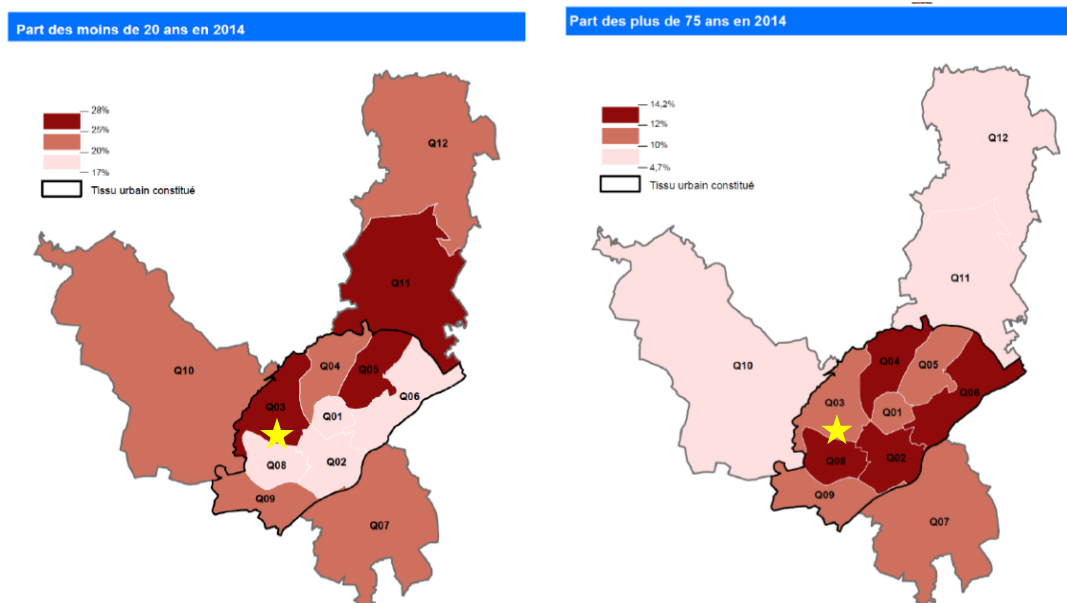 Part des moins de 20 ans en 2014
28%
25%
20%
17%
Tissu urbain constitué
Q12
Q11
Q10
Q04
Q05
Q03
Q06
Q01
Q08
Q02
Q09
Q07
Part des plus de 75 ans en 2014
14,2%
12%
10%
4,7%
Tissu urbain constitué
Q12
Q11
Q10
Q04
Q05
Q03
Q06
Q01
Q08
Q02
Q09
Q07